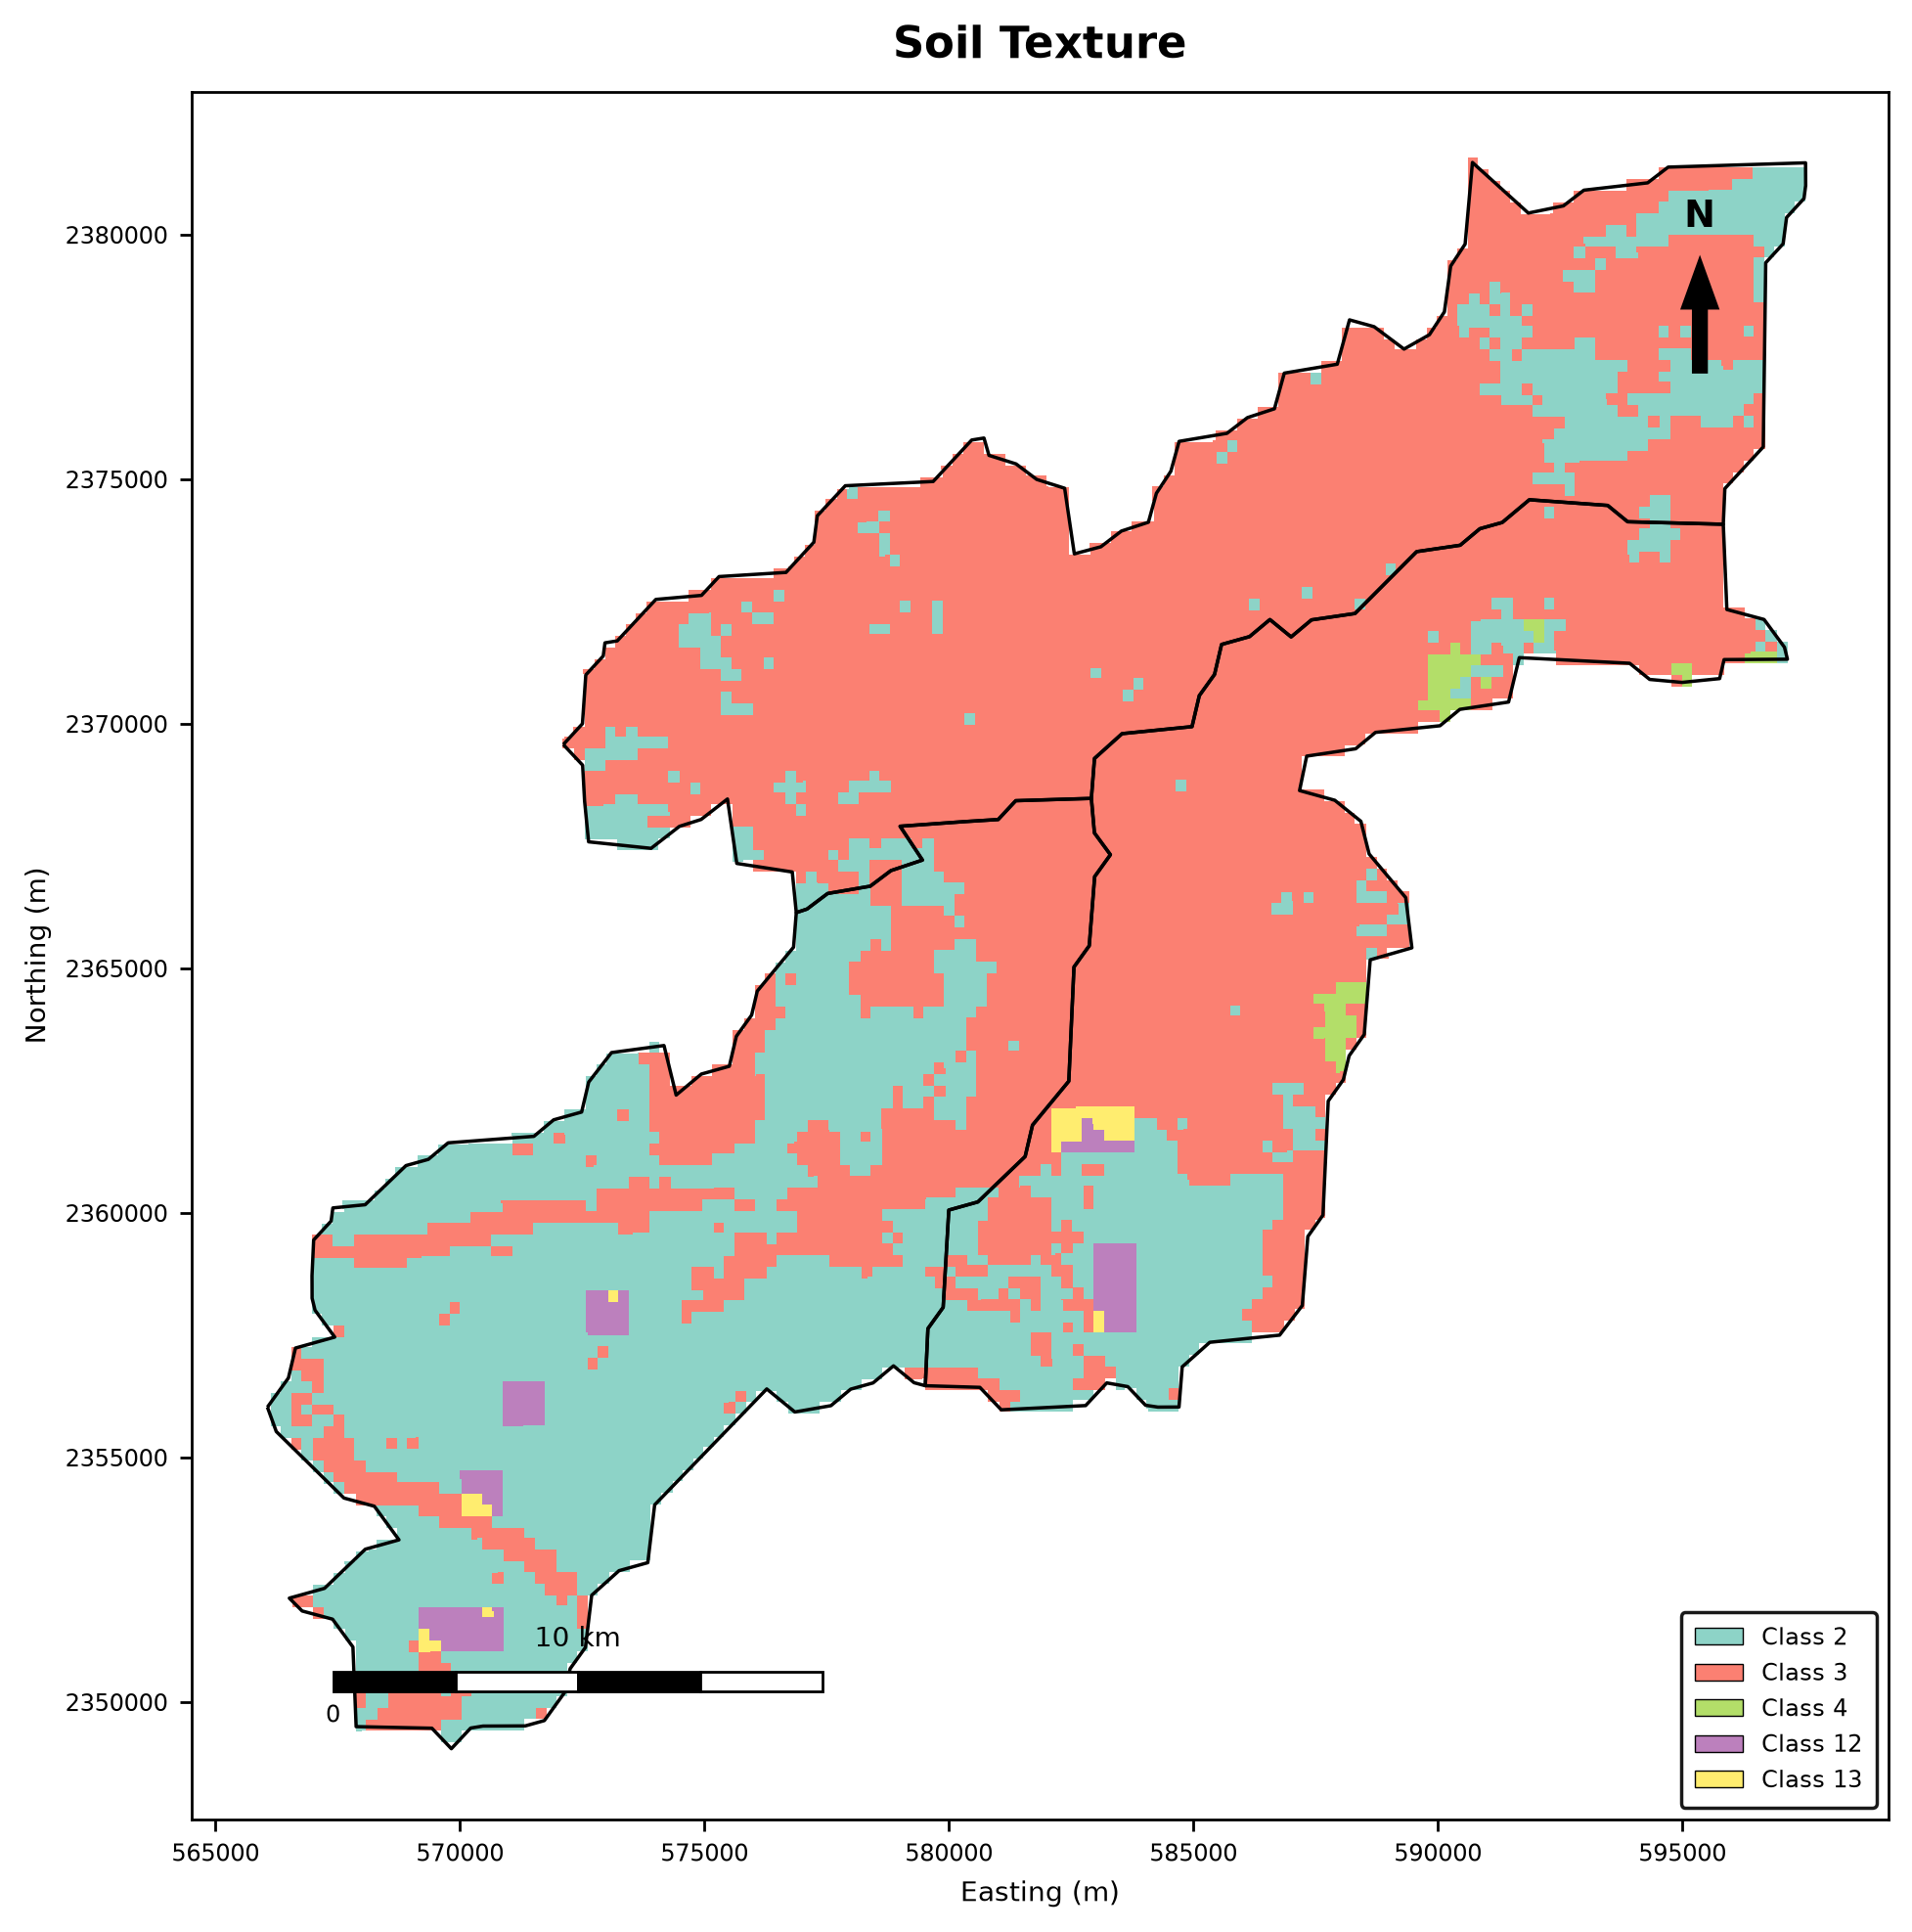 Soil Texture
N
2380000
2375000
2370000
2365000
2360000
2355000
2350000
Northing (m)
10 km
0
Class 2
Class 3
Class 4
Class 12
Class 13
565000 570000 575000 580000 585000 590000 595000
Easting (m)